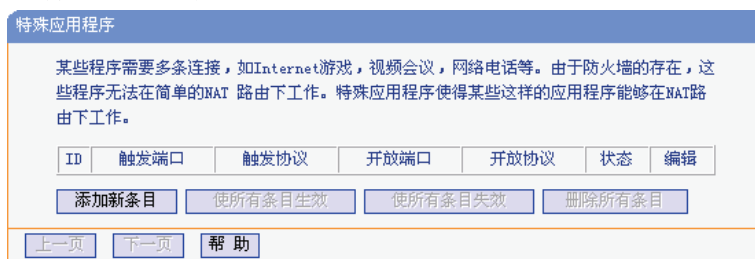 特殊应用程序
某些程序需要多条连接，如Internet游戏，视频会议，网络电话等。由于防火墙的存在，这
些程序无法在简单的NAT 路由下工作。特殊应用程序使得某些这样的应用程序能够在NAT路
由下工作。
ID 触发端口 触发协议 开放端口 开放协议 状态 编辑
添加新条目 使所有条目生效 使所有条目失效 删除所有条目
上一页 下一页 帮 助